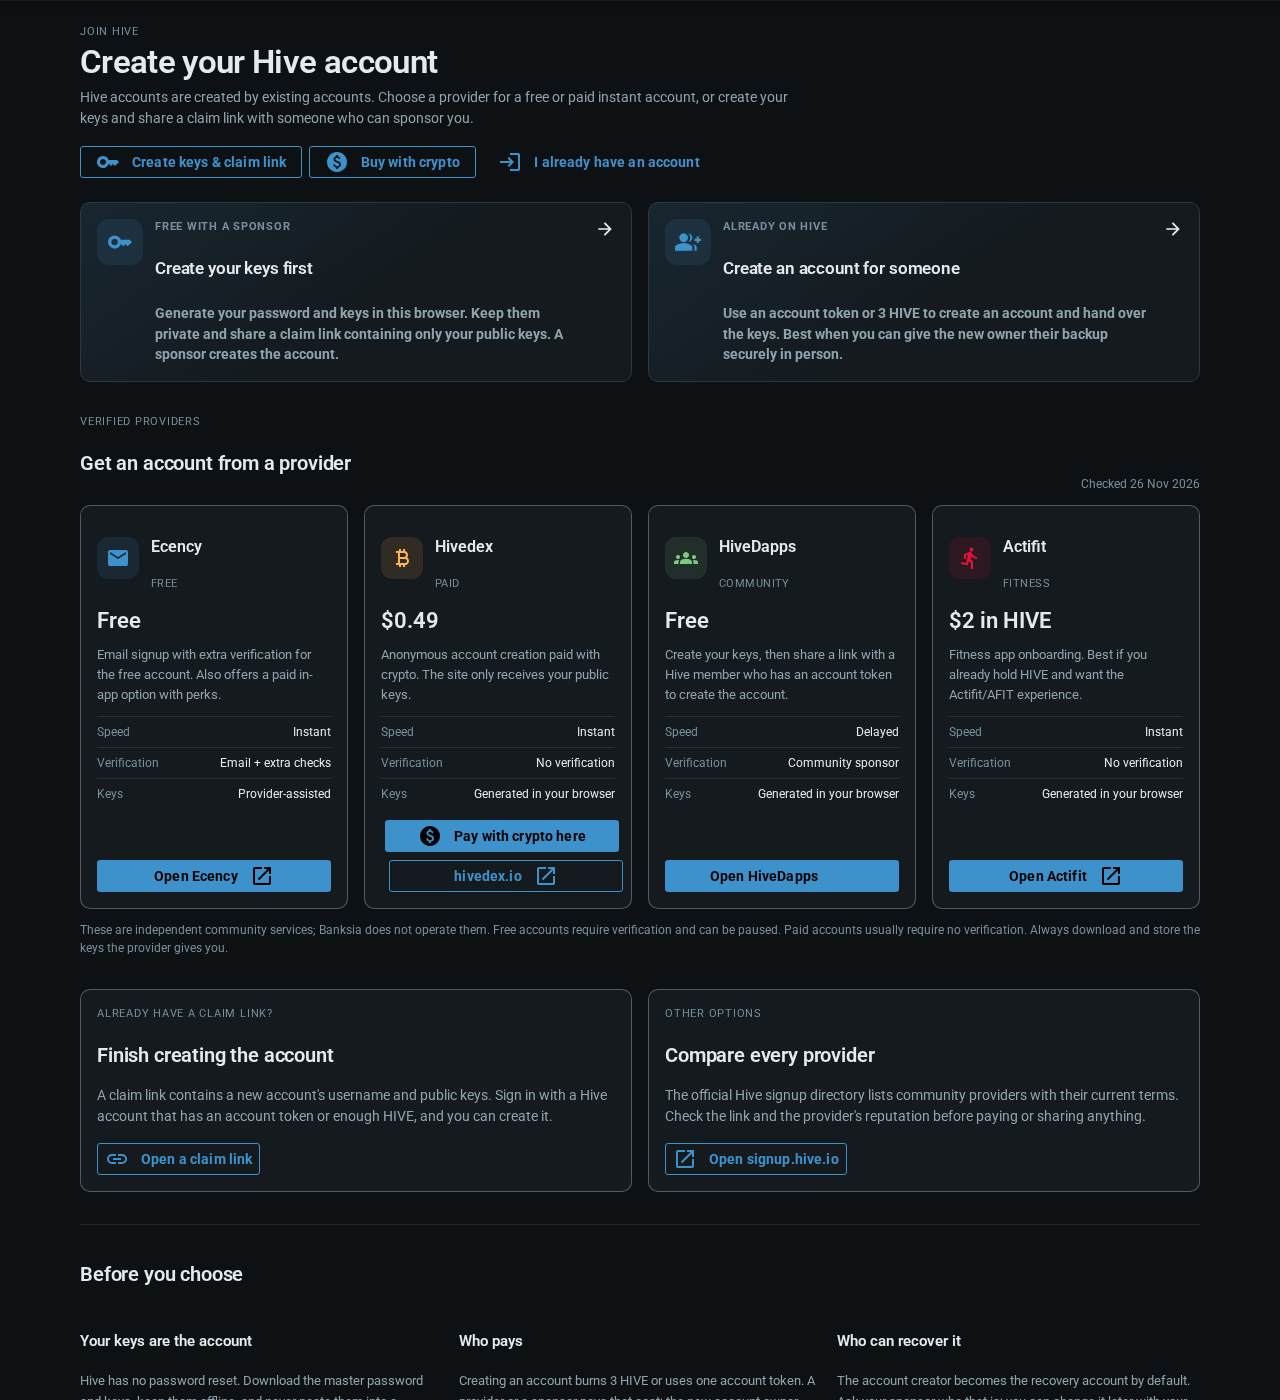 JOIN HIVE
Create your Hive account
Hive accounts are created by existing accounts. Choose a provider for a free or paid instant account, or create your
keys and share a claim link with someone who can sponsor you.
Create keys & claim link
Buy with crypto
I already have an account
FREE WITH A SPONSOR
Create your keys first
Generate your password and keys in this browser. Keep them
private and share a claim link containing only your public keys. A
sponsor creates the account.
ALREADY ON HIVE
Create an account for someone
Use an account token or 3 HIVE to create an account and hand over
the keys. Best when you can give the new owner their backup
securely in person.
VERIFIED PROVIDERS
Get an account from a provider
Checked 26 Nov 2026
Ecency
FREE
Free
Email signup with extra verification for
the free account. Also offers a paid in-
app option with perks.
Speed Instant
Verification Email + extra checks
Keys Provider-assisted
Open Ecency
Hivedex
PAID
$0.49
Anonymous account creation paid with
crypto. The site only receives your public
keys.
Speed Instant
Verification No verification
Keys Generated in your browser
Pay with crypto here
hivedex.io
HiveDapps
COMMUNITY
Free
Create your keys, then share a link with a
Hive member who has an account token
to create the account.
Speed Delayed
Verification Community sponsor
Keys Generated in your browser
Open HiveDapps
Actifit
FITNESS
$2 in HIVE
Fitness app onboarding. Best if you
already hold HIVE and want the
Actifit/AFIT experience.
Speed Instant
Verification No verification
Keys Generated in your browser
Open Actifit
These are independent community services; Banksia does not operate them. Free accounts require verification and can be paused. Paid accounts usually require no verification. Always download and store the
keys the provider gives you.
ALREADY HAVE A CLAIM LINK?
Finish creating the account
A claim link contains a new account's username and public keys. Sign in with a Hive
account that has an account token or enough HIVE, and you can create it.
Open a claim link
OTHER OPTIONS
Compare every provider
The official Hive signup directory lists community providers with their current terms.
Check the link and the provider's reputation before paying or sharing anything.
Open signup.hive.io
Before you choose
Your keys are the account
Hive has no password reset. Download the master password
Who pays
Creating an account burns 3 HIVE or uses one account token. A
Who can recover it
The account creator becomes the recovery account by default.